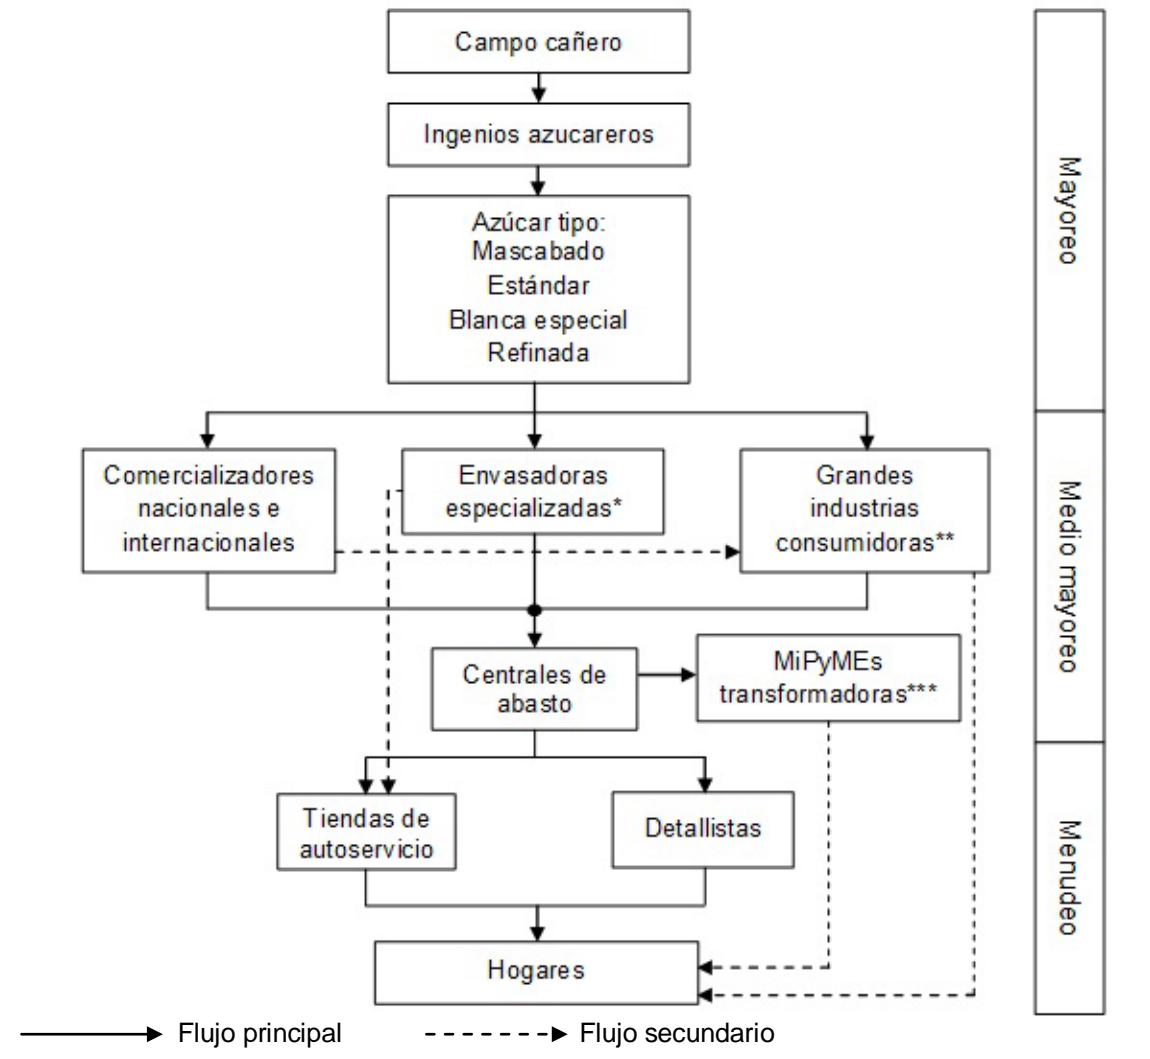 Campo cañero
Ingenios azucareros
Azúcar tipo:
Mascabado
Estándar
Blanca especial
Refinada
Mayoreo
Comercializadores
nacionales e
internacionales
Envasadoras
especializadas*
Grandes
industrias
consumidoras**
Medio mayoreo
Centrales de
abasto
MiPyMEs
transformadoras***
Tiendas de
autoservicio
Detallistas
Menudeo
Hogares
Flujo principal
Flujo secundario